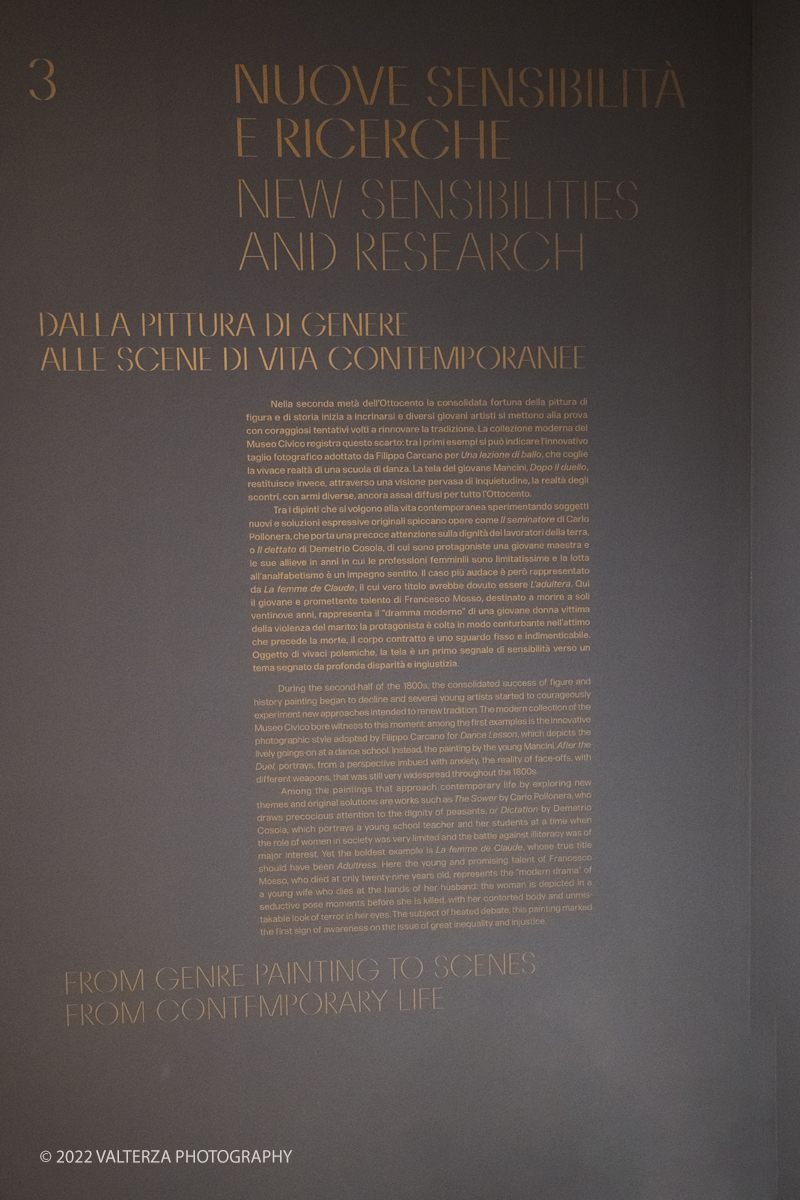 3
NUOVE SENSIBILITÀ
E RICERCHE
NEW SENSIBILITIES
AND RESEARCH
DALLA PITTURA DI GENERE
ALLE SCENE DI VITA CONTEMPORANEE
Nella seconda metà dell'Ottocento la consolidata fortuna della pittura di
figura e di storia inizia a incrinarsi e diversi giovani artisti si mettono alla prova
con coraggiosi tentativi volti a rinnovare la tradizione. La collezione moderna del
Museo Civico registra questo scarto: tra i primi esempi si può indicare l'innovativo
taglio fotografico adottato da Filippo Carcano per Una lezione di ballo, che coglie
la vivace realtà di una scuola di danza. La tela del giovane Mancini, Dopo il duello,
restituisce invece, attraverso una visione pervasa di inquietudine, la realtà degli
scontri, con armi diverse, ancora assai diffusi per tutto l'Ottocento.
Tra i dipinti che si volgono alla vita contemporanea sperimentando soggetti
nuovi e soluzioni espressive originali spiccano opere come Il seminatore di Carlo
Pollonera, che porta una precoce attenzione sulla dignità dei lavoratori della terra,
o Il dettato di Demetrio Cosola, di cui sono protagoniste una giovane maestra e
le sue allieve in anni in cui le professioni femminili sono limitatissime e la lotta
all'analfabetismo è un impegno sentito. Il caso più audace è però rappresentato
da La femme de Claude, il cui vero titolo avrebbe dovuto essere L'adultera. Qui
il giovane e promettente talento di Francesco Mosso, destinato a morire a soli
ventinove anni, rappresenta il "dramma moderno" di una giovane donna vittima
della violenza del marito: la protagonista è colta in modo conturbante nell'attimo
che precede la morte, il corpo contratto e uno sguardo fisso e indimenticabile.
Oggetto di vivaci polemiche, la tela è un primo segnale di sensibilità verso un
tema segnato da profonda disparità e ingiustizia.
During the second-half of the 1800s, the consolidated success of figure and
history painting began to decline and several young artists started to courageously
experiment new approaches intended to renew tradition. The modern collection of the
Museo Civico bore witness to this moment: among the first examples is the innovative
photographic style adopted by Filippo Carcano for Dance Lesson, which depicts the
lively goings-on at a dance school. Instead, the painting by the young Mancini, After the
Duel, portrays, from a perspective imbued with anxiety, the reality of face-offs, with
different weapons, that was still very widespread throughout the 1800s.
Among the paintings that approach contemporary life by exploring new
themes and original solutions are works such as The Sower by Carlo Pollonera, who
draws precocious attention to the dignity of peasants, or Dictation by Demetrio
Cosola, which portrays a young school teacher and her students at a time when
the role of women in society was very limited and the battle against illiteracy was of
major interest. Yet the boldest example is La femme de Claude, whose true title
should have been Adultress. Here the young and promising talent of Francesco
Mosso, who died at only twenty-nine years old, represents the "modern drama" of
a young wife who dies at the hands of her husband: the woman is depicted in a
seductive pose moments before she is killed, with her contorted body and unmis-
takable look of terror in her eyes. The subject of heated debate, this painting marked
the first sign of awareness on the issue of great inequality and injustice.
FROM GENRE PAINTING TO SCENES
FROM CONTEMPORARY LIFE
© 2022 VALTERZA PHOTOGRAPHY